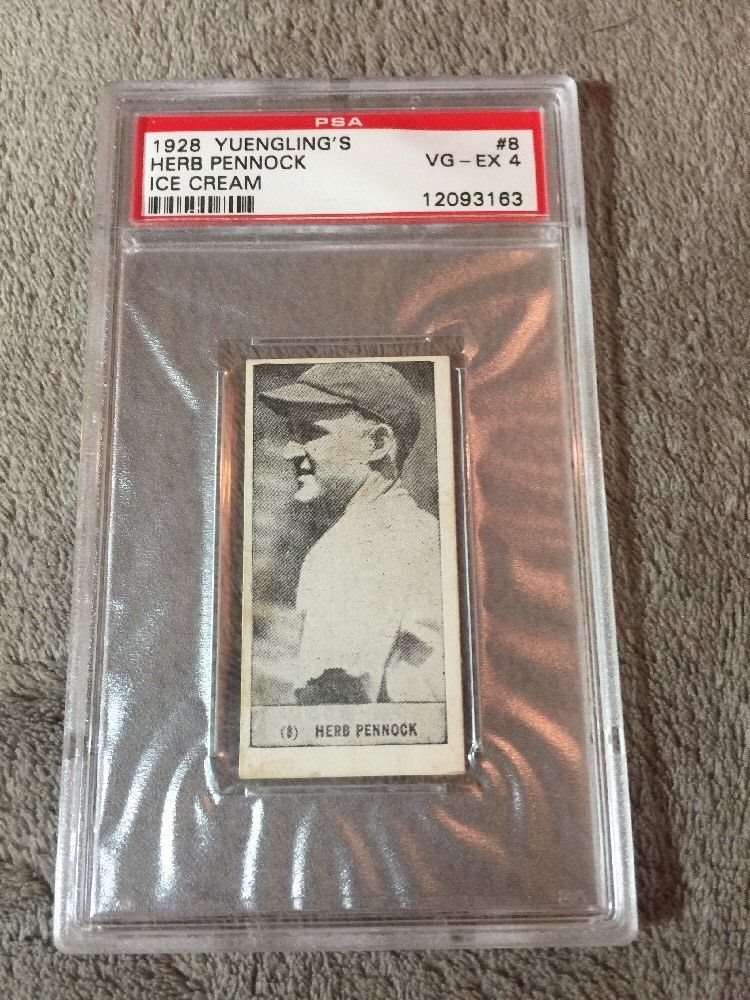 PSA
1928 YUENGLING'S #8
HERB PENNOCK VG-EX 4
ICE CREAM
12093163
(8) HERB PENNOCK